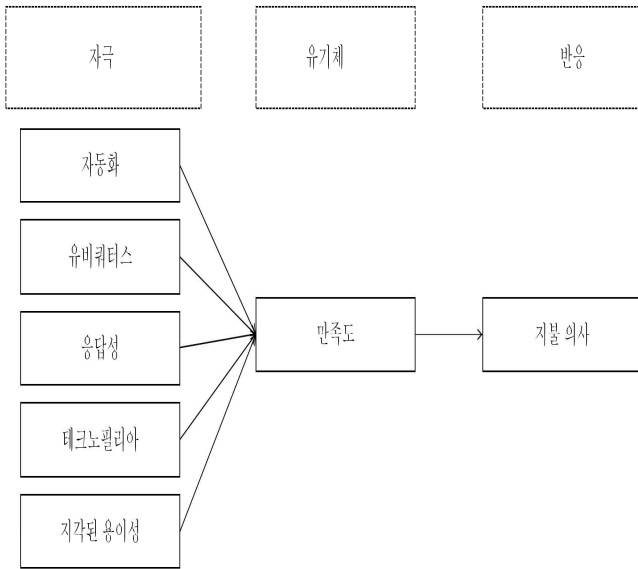 자극
유기체
반응
자동화
유비쿼터스
응답성
테크노필리아
지각된 용이성
만족도
지불 의사